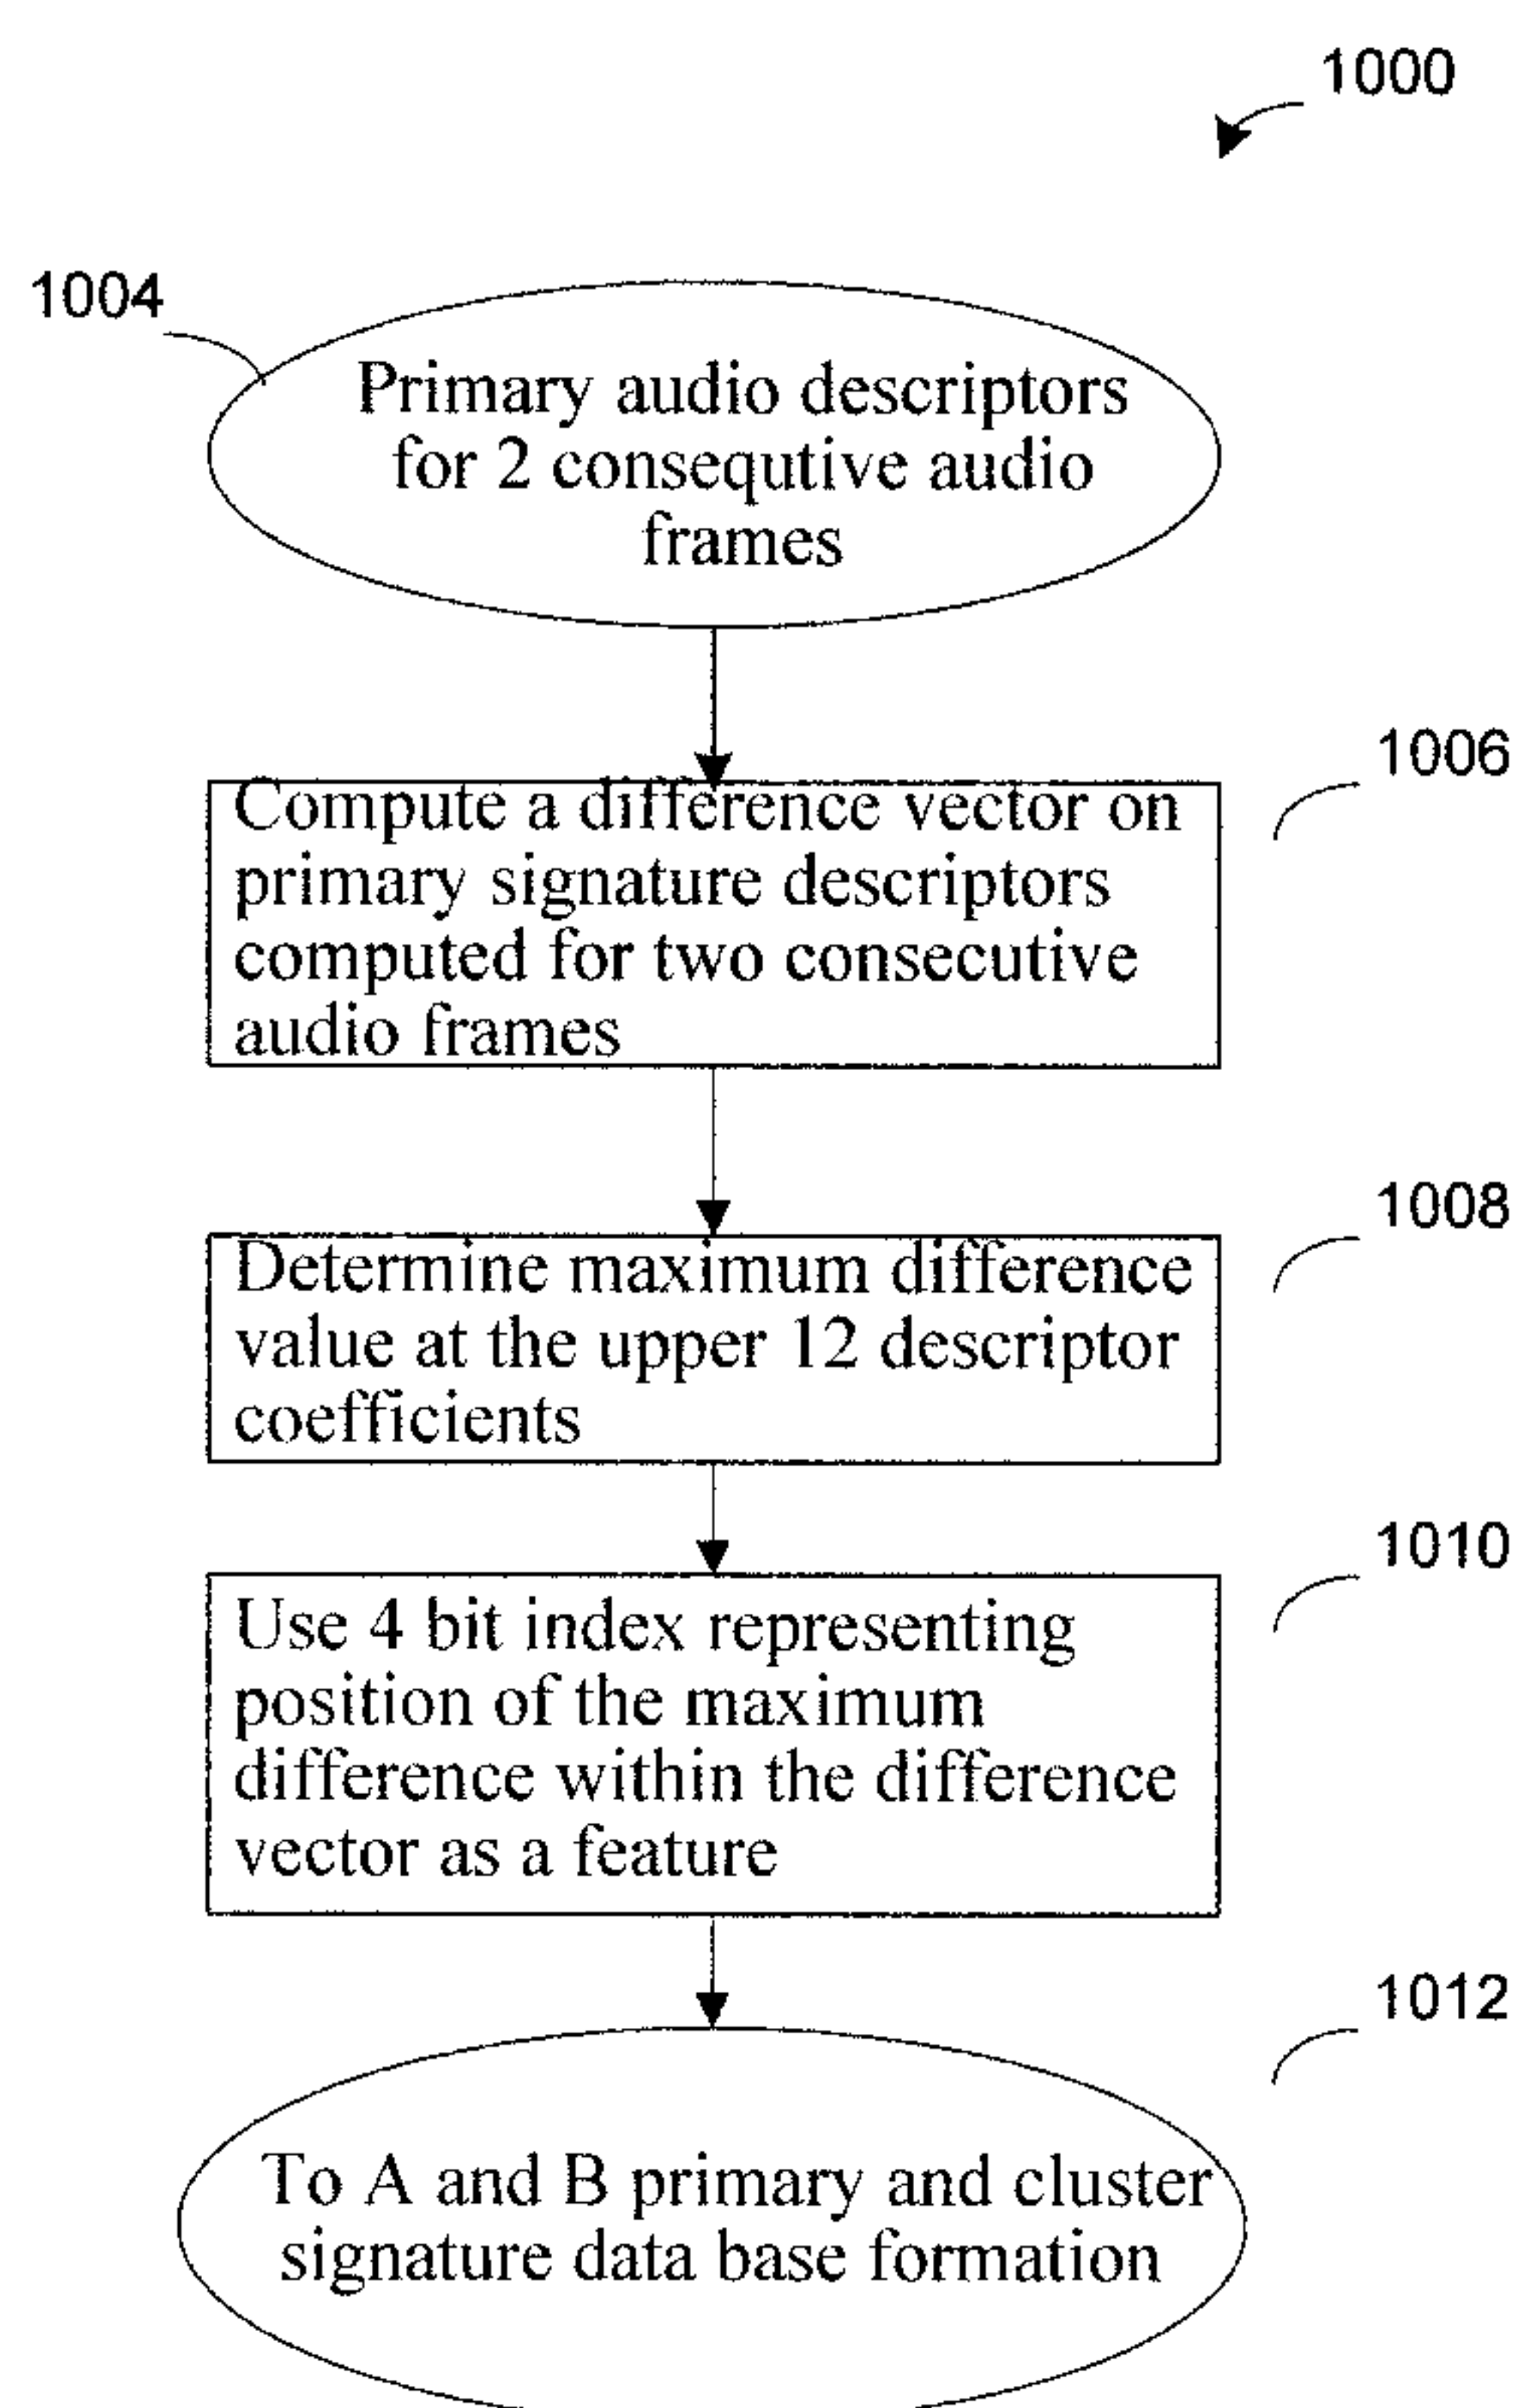 1000
1004
Primary audio descriptors
for 2 consequtive audio
frames
1006
Compute a difference vector on
primary signature descriptors
computed for two consecutive
audio frames
1008
Determine maximum difference
value at the upper 12 descriptor
coefficients
1010
Use 4 bit index representing
position of the maximum
difference within the difference
vector as a feature
1012
To A and B primary and cluster
signature data base formation